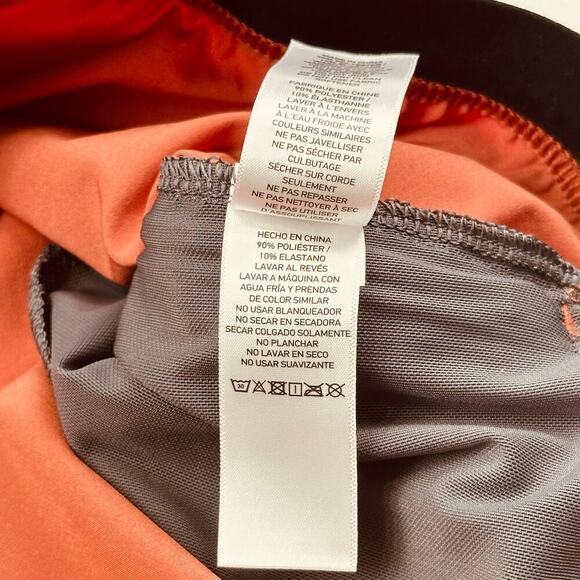 FABRIQUE EN CHINE
90% POLYESTER /
10% ÉLASTHANNE
LAVER À L'ENVERS
LAVER À LA MACHINE
À L'EAU FROIDE AVEC
COULEURS SIMILAIRES
NE PAS JAVELLISER
NE PAS SÉCHER PAR
CULBUTAGE
SÉCHER SUR CORDE
SEULEMENT
NE PAS REPASSER
NE PAS NETTOYER À SEC
NE PAS UTILISER
D'ASSOUPLISSANT
HECHO EN CHINA
90% POLIÉSTER /
10% ELASTANO
LAVAR AL REVÉS
LAVAR A MÁQUINA CON
AGUA FRÍA Y PRENDAS
DE COLOR SIMILAR
NO USAR BLANQUEADOR
NO SECAR EN SECADORA
SECAR COLGADO SOLAMENTE
NO PLANCHAR
NO LAVAR EN SECO
NO USAR SUAVIZANTE
30